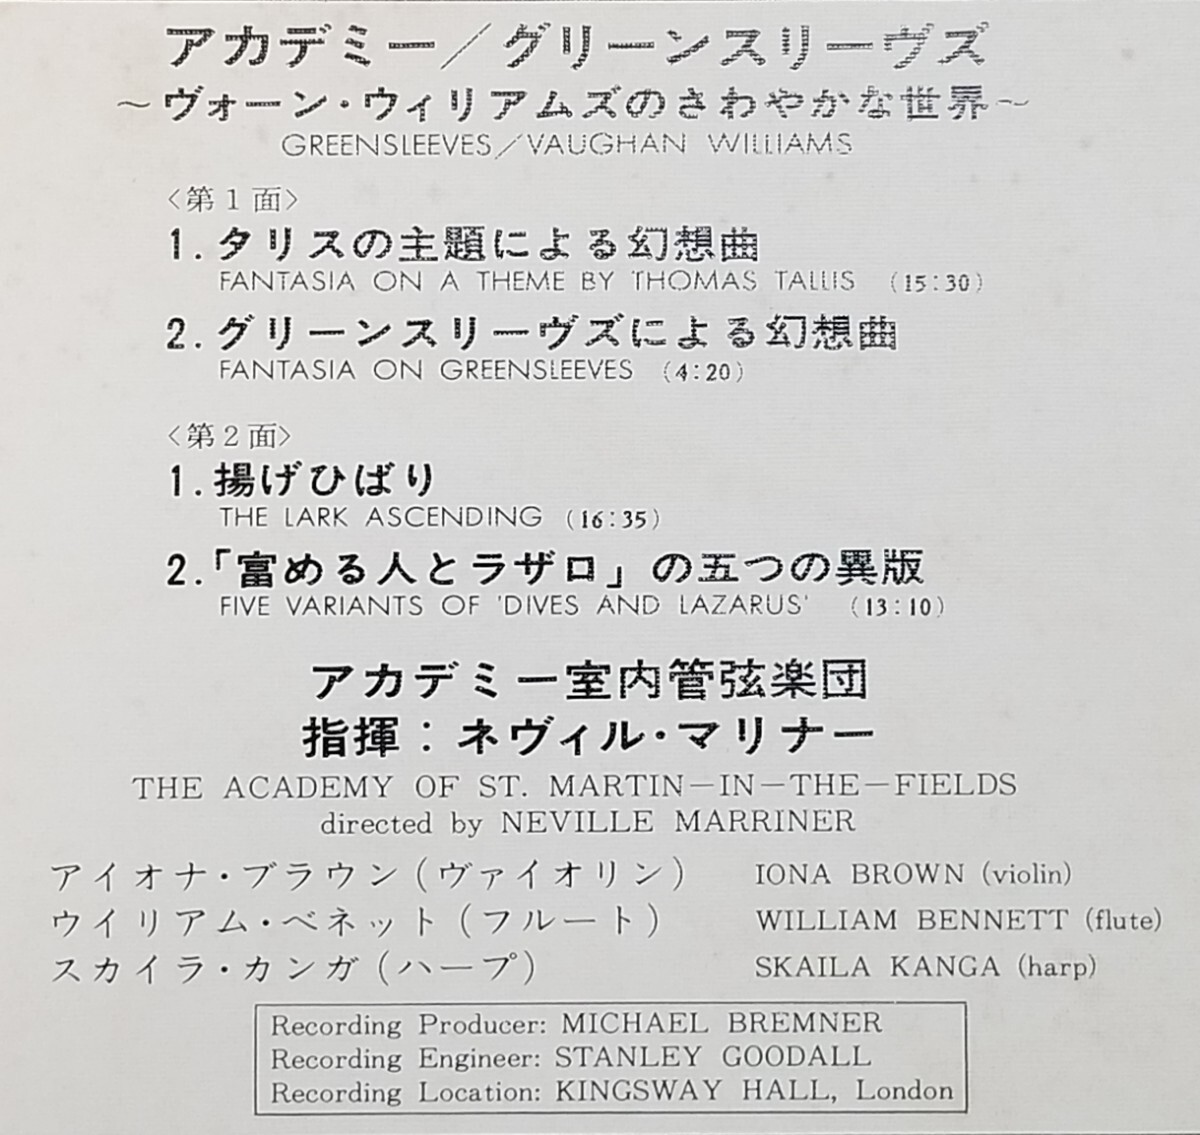 アカデミー／グリーンスリーヴズ
～ヴォーン・ウィリアムズのさわやかな世界～
GREENSLEEVES／VAUGHAN WILLIAMS
〈第1面〉
1. タリスの主題による幻想曲
FANTASIA ON A THEME BY THOMAS TALLIS (15:30)
2. グリーンスリーヴズによる幻想曲
FANTASIA ON GREENSLEEVES (4:20)
〈第2面〉
1. 揚げひばり
THE LARK ASCENDING (16:35)
2.「富める人とラザロ」の五つの異版
FIVE VARIANTS OF 'DIVES AND LAZARUS' (13:10)
アカデミー室内管弦楽団
指揮：ネヴィル・マリナー
THE ACADEMY OF ST. MARTIN－IN－THE－FIELDS
directed by NEVILLE MARRINER
アイオナ・ブラウン(ヴァイオリン) IONA BROWN (violin)
ウイリアム・ベネット(フルート) WILLIAM BENNETT (flute)
スカイラ・カンガ(ハープ) SKAILA KANGA (harp)
Recording Producer: MICHAEL BREMNER
Recording Engineer: STANLEY GOODALL
Recording Location: KINGSWAY HALL, London